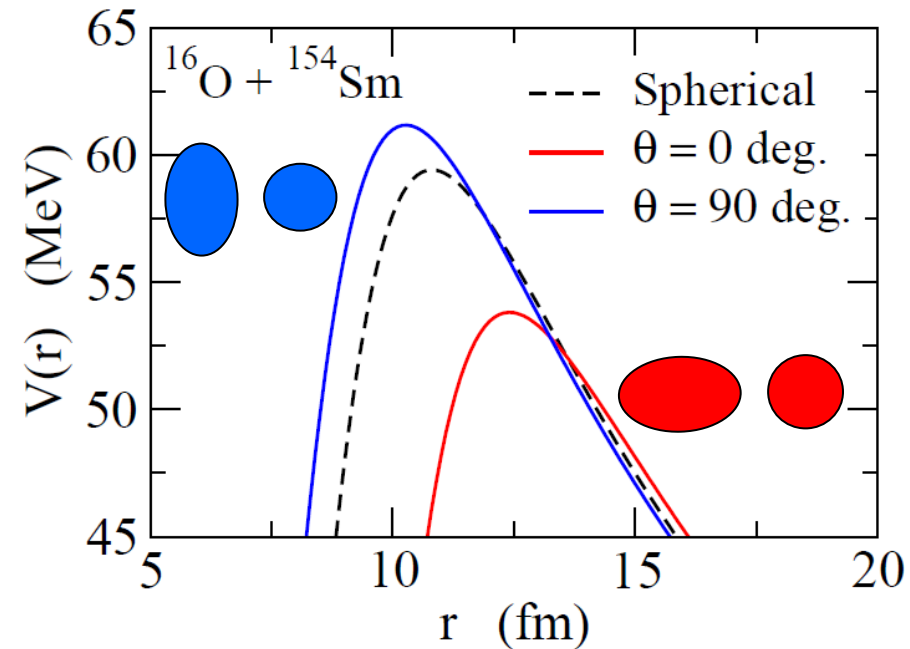 65
60
55
50
45
V(r) (MeV)
¹⁶O + ¹⁵⁴Sm
Spherical
θ = 0 deg.
θ = 90 deg.
5
10
15
20
r (fm)